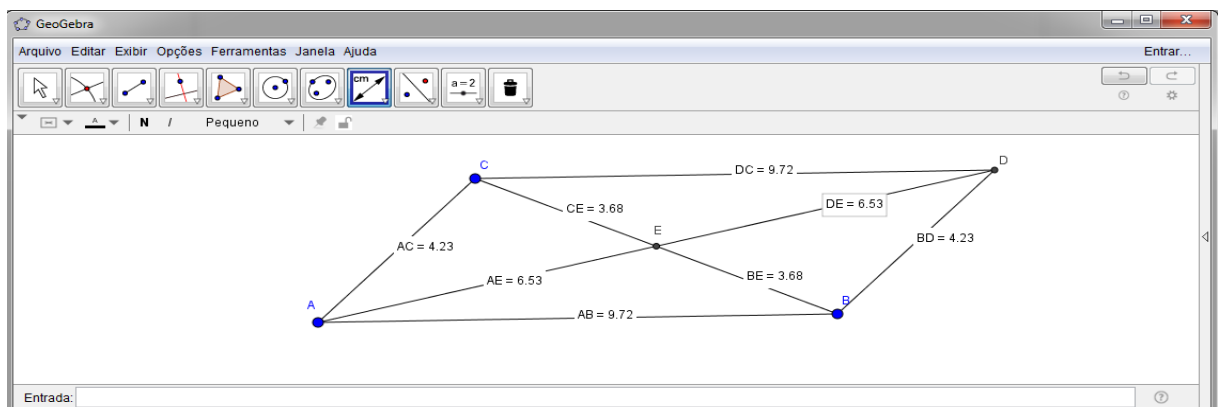 GeoGebra
Arquivo Editar Exibir Opções Ferramentas Janela Ajuda
Entrar...
cm
a = 2
A
N I Pequeno
C
DC = 9.72
D
CE = 3.68
DE = 6.53
E
AC = 4.23
BD = 4.23
AE = 6.53
BE = 3.68
A
B
AB = 9.72
Entrada: